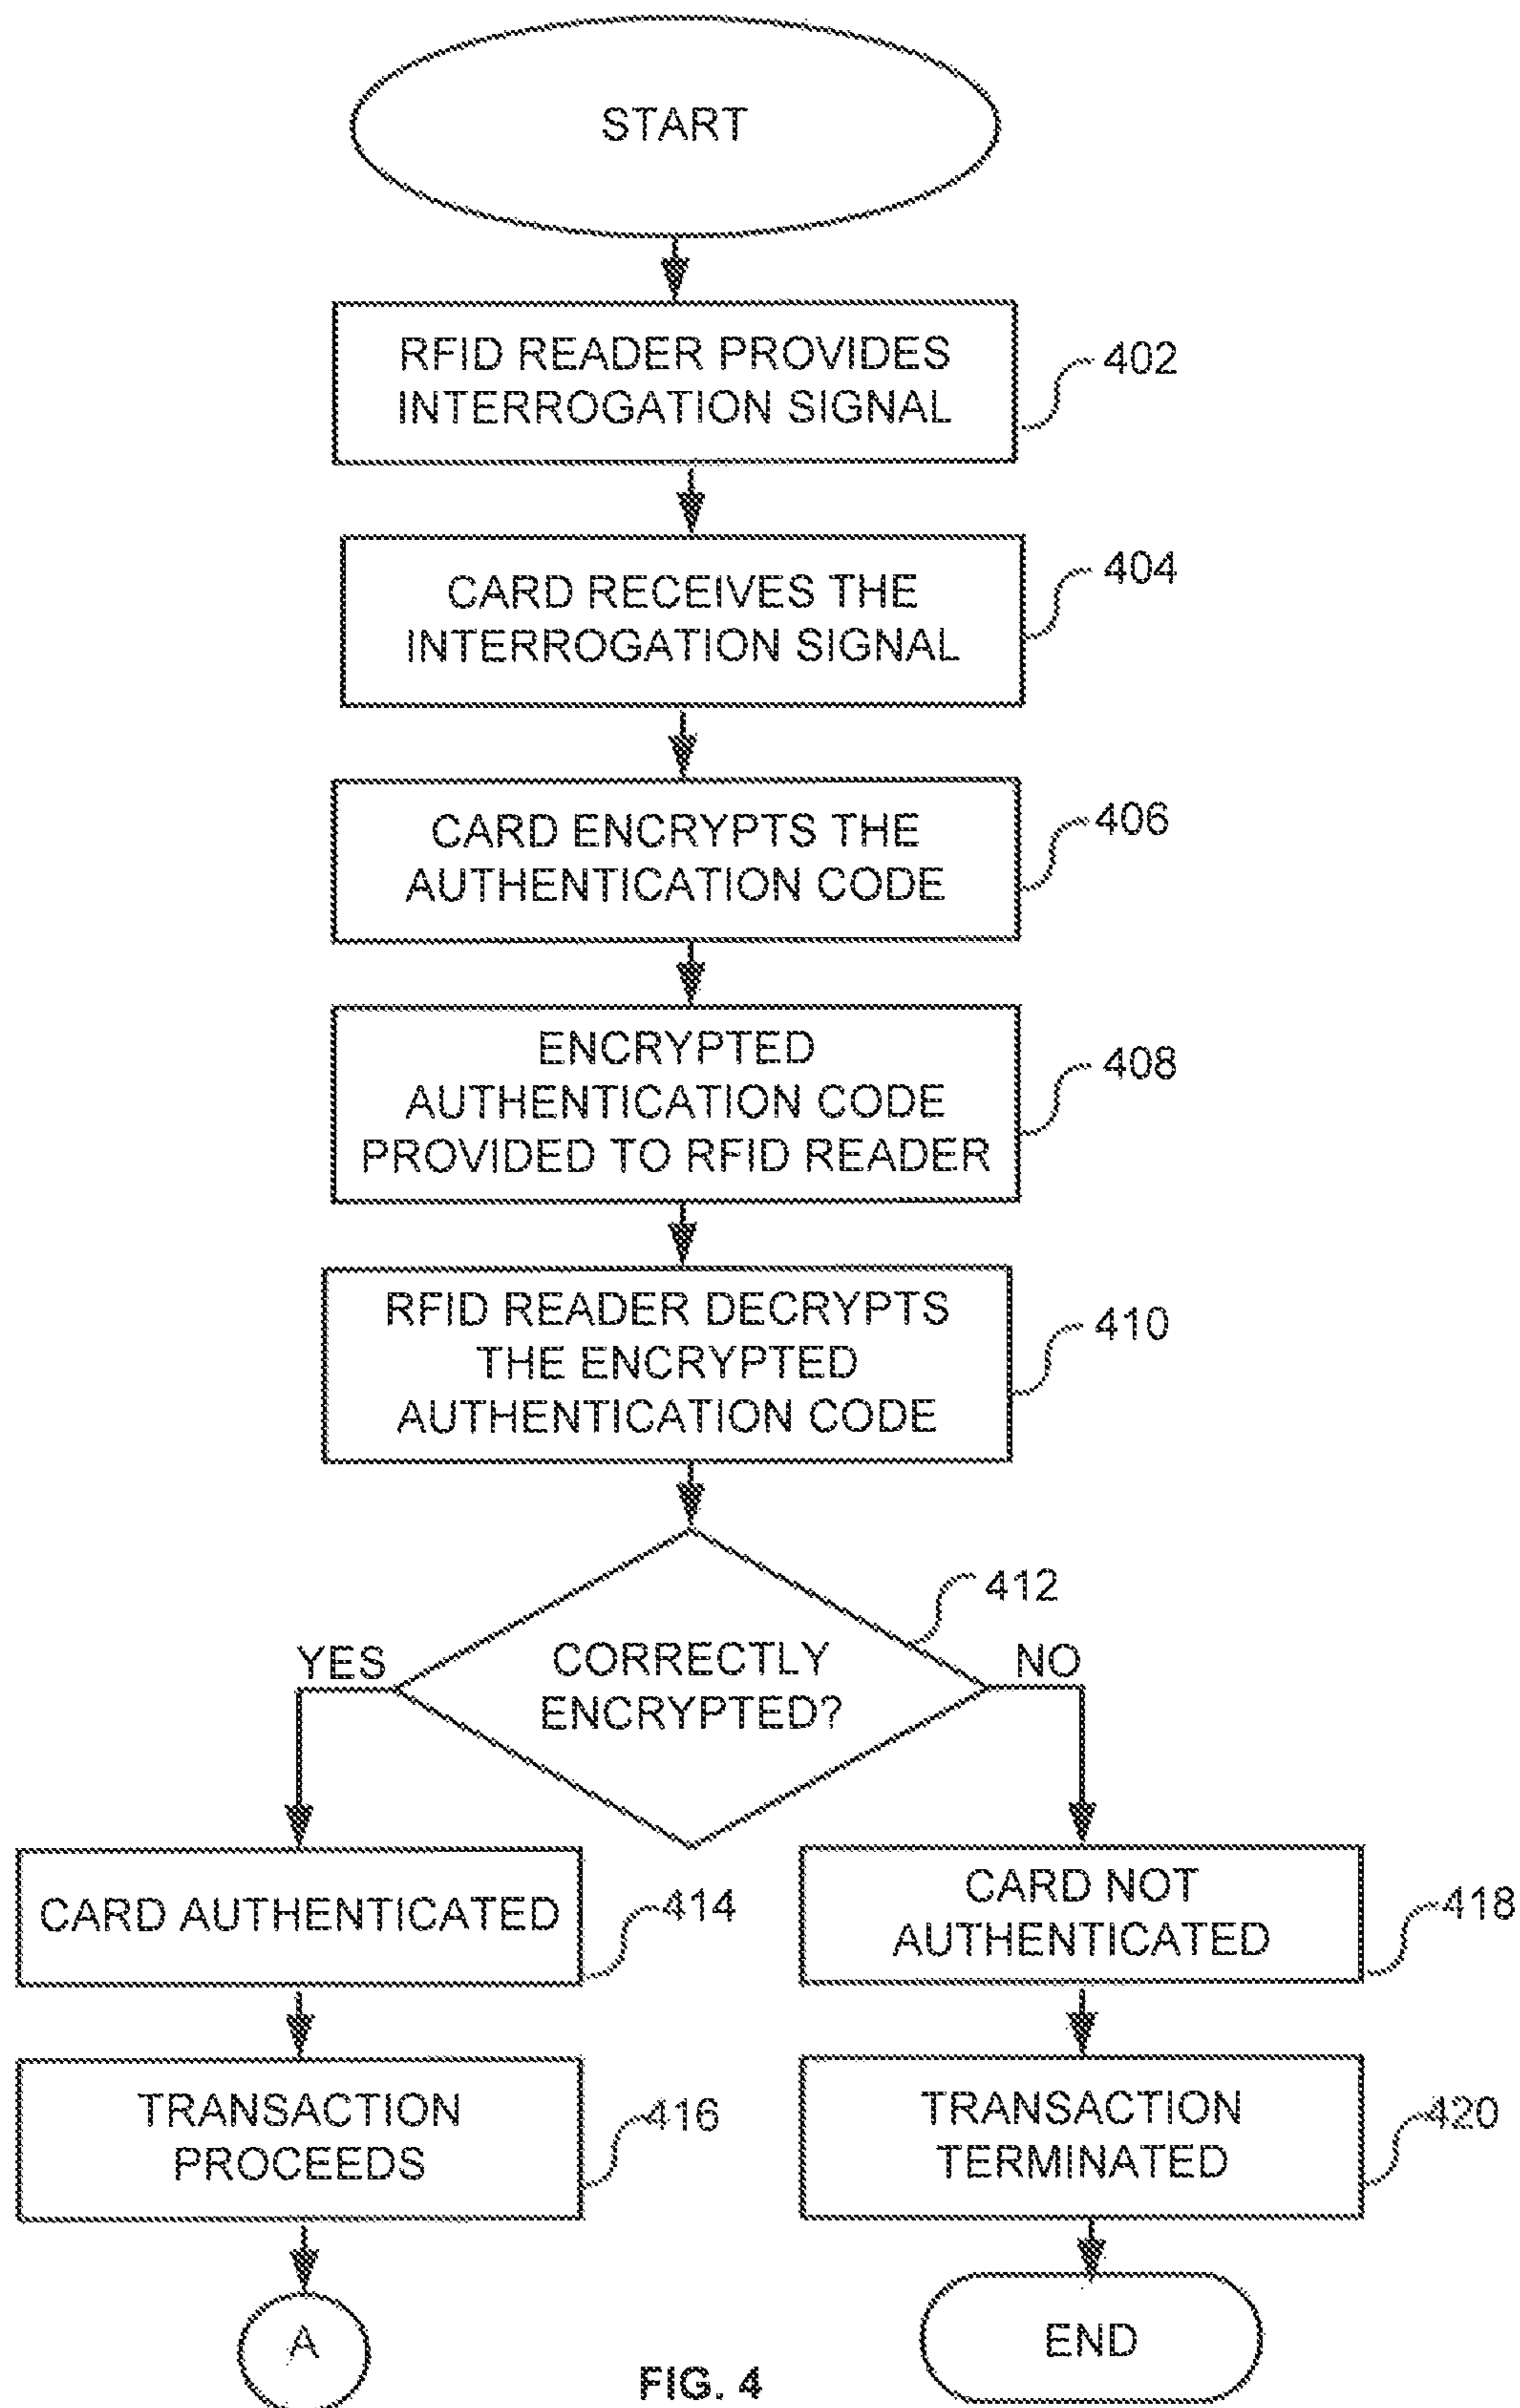 START
RFID READER PROVIDES
INTERROGATION SIGNAL
402
CARD RECEIVES THE
INTERROGATION SIGNAL
404
CARD ENCRYPTS THE
AUTHENTICATION CODE
406
ENCRYPTED
AUTHENTICATION CODE
PROVIDED TO RFID READER
408
RFID READER DECRYPTS
THE ENCRYPTED
AUTHENTICATION CODE
410
412
CORRECTLY
ENCRYPTED?
YES
NO
CARD AUTHENTICATED
414
CARD NOT
AUTHENTICATED
418
TRANSACTION
PROCEEDS
416
TRANSACTION
TERMINATED
420
A
END
FIG. 4